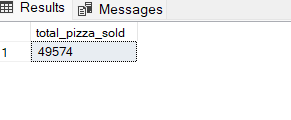 Results Messages
total_pizza_sold
1 49574